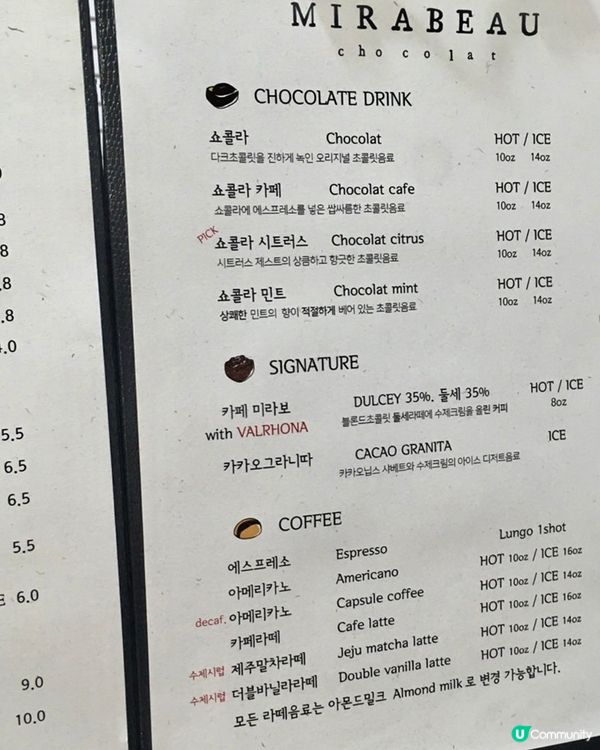 MIRABEAU
chocolat
CHOCOLATE DRINK
쇼콜라 Chocolat HOT / ICE
다크초콜릿을 진하게 녹인 오리지널 초콜릿음료 10oz 14oz
쇼콜라 카페 Chocolat cafe HOT / ICE
쇼콜라에 에스프레소를 넣은 쌉싸름한 초콜릿음료 10oz 14oz
PICK 쇼콜라 시트러스 Chocolat citrus HOT / ICE
시트러스 제스트의 상큼하고 향긋한 초콜릿음료 10oz 14oz
쇼콜라 민트 Chocolat mint HOT / ICE
상쾌한 민트의 향이 적절하게 베어 있는 초콜릿음료 10oz 14oz
SIGNATURE
카페 미라보 DULCEY 35%. 둘세 35% HOT / ICE
with VALRHONA 블론드초콜릿 둘세라떼에 수제크림을 올린 커피 8oz
카카오그라니따 CACAO GRANITA ICE
카카오닙스 샤베트와 수제크림의 아이스 디저트음료
COFFEE
에스프레소 Espresso Lungo 1shot
아메리카노 Americano HOT 10oz / ICE 16oz
decaf. 아메리카노 Capsule coffee HOT 10oz / ICE 14oz
카페라떼 Cafe latte HOT 10oz / ICE 16oz
수제시럽 제주말차라떼 Jeju matcha latte HOT 10oz / ICE 14oz
수제시럽 더블바닐라라떼 Double vanilla latte HOT 10oz / ICE 14oz
모든 라떼음료는 아몬드밀크 Almond milk 로 변경 가능합니다.
8
.8
.8
.8
.0
5.5
6.5
6.5
5.5
E 6.0
9.0
10.0
U Community